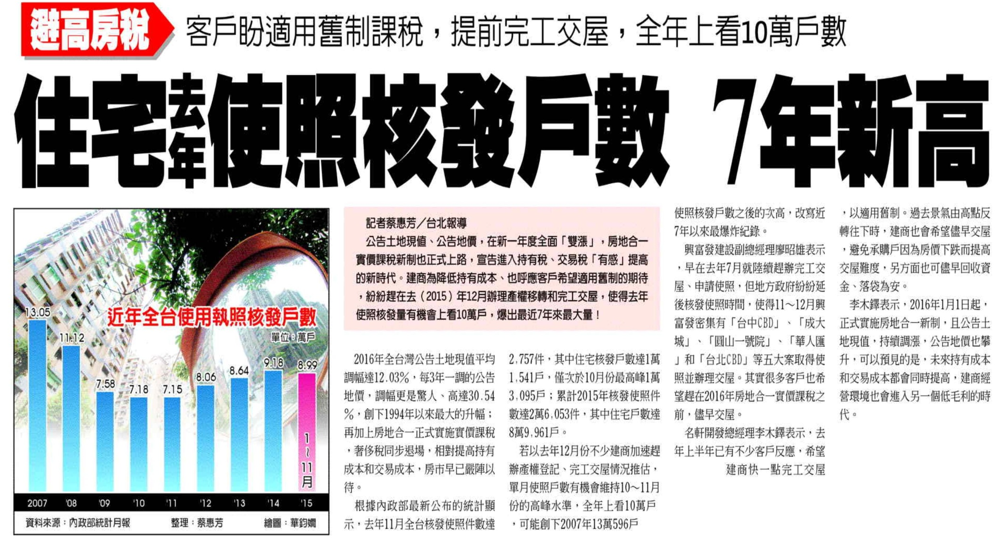 避高房稅
客戶盼適用舊制課稅，提前完工交屋，全年上看10萬戶數
住宅去年使照核發戶數 7年新高
近年全台使用執照核發戶數
單位：萬戶
13.05
11.12
7.58
7.18
7.15
8.06
8.64
9.18
8.99
1～11月
2007 '08 '09 '10 '11 '12 '13 '14 '15
資料來源：內政部統計月報 整理：蔡惠芳 繪圖：華鈞嫺
記者蔡惠芳／台北報導
公告土地現值、公告地價，在新一年度全面「雙漲」，房地合一
實價課稅新制也正式上路，宣告進入持有稅、交易稅「有感」提高
的新時代。建商為降低持有成本、也呼應客戶希望適用舊制的期待
，紛紛趕在去（2015）年12月辦理產權移轉和完工交屋，使得去年
使照核發量有機會上看10萬戶，爆出最近7年來最大量！
2016年全台灣公告土地現值平均
調幅達12.03%，每3年一調的公告
地價，調幅更是驚人、高達30.54
%，創下1994年以來最大的升幅；
再加上房地合一正式實施實價課稅
，奢侈稅同步退場，相對提高持有
成本和交易成本，房市早已嚴陣以
待。
根據內政部最新公布的統計顯
示，去年11月全台核發使照件數達
2,757件，其中住宅核發戶數達1萬
1,541戶，僅次於10月份最高峰1萬
3,095戶；累計2015年核發使照件
數達2萬6,053件，其中住宅戶數達
8萬9,961戶。
若以去年12月份不少建商加速趕
辦產權登記、完工交屋情況推估，
單月使照戶數有機會維持10～11月
份的高峰水準，全年上看10萬戶
，可能創下2007年13萬596戶
使照核發戶數之後的次高，改寫近
7年以來最爆炸紀錄。
興富發建設副總經理廖昭雄表示
，早在去年7月就陸續趕辦完工交
屋、申請使照，但地方政府紛紛延
後核發使照時間，使得11～12月興
富發密集有「台中CBD」、「成大
城」、「圓山一號院」、「華人匯
」和「台北CBD」等五大案取得使
照並辦理交屋。其實很多客戶也希
望趕在2016年房地合一實價課稅之
前，儘早交屋。
名軒開發總經理李木鐸表示，去
年上半年已有不少客戶反應，希望
建商快一點完工交屋
，以適用舊制。過去景氣由高點反
轉往下時，建商也會希望儘早交屋
，避免承購戶因為房價下跌而提高
交屋難度，另方面也可儘早回收資
金、落袋為安。
李木鐸表示，2016年1月1日起，
正式實施房地合一新制，且公告土
地現值，持續調漲，公告地價也攀
升，可以預見的是，未來持有成本
和交易成本都會同時提高，建商經
營環境也會進入另一個低毛利的時
代。